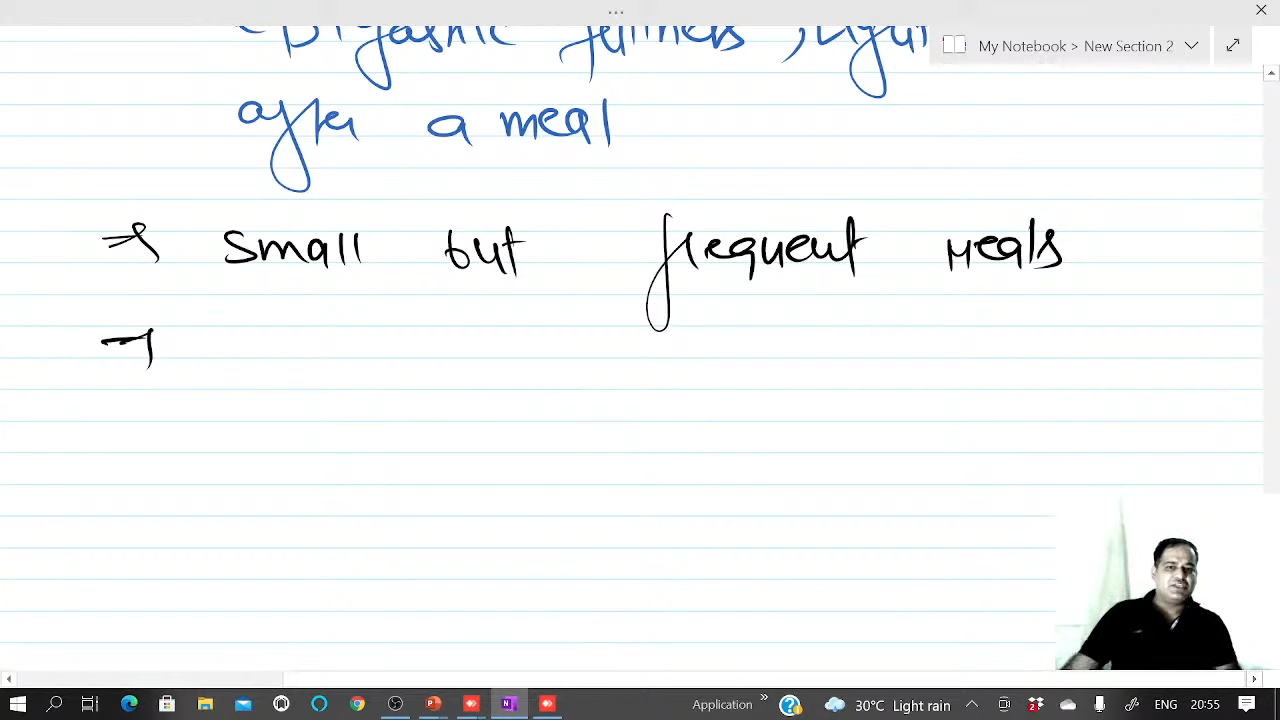 My Notebook > New Section 2
after a meal
⇒ small but frequent meals
→
Application
30°C Light rain
ENG
20:55